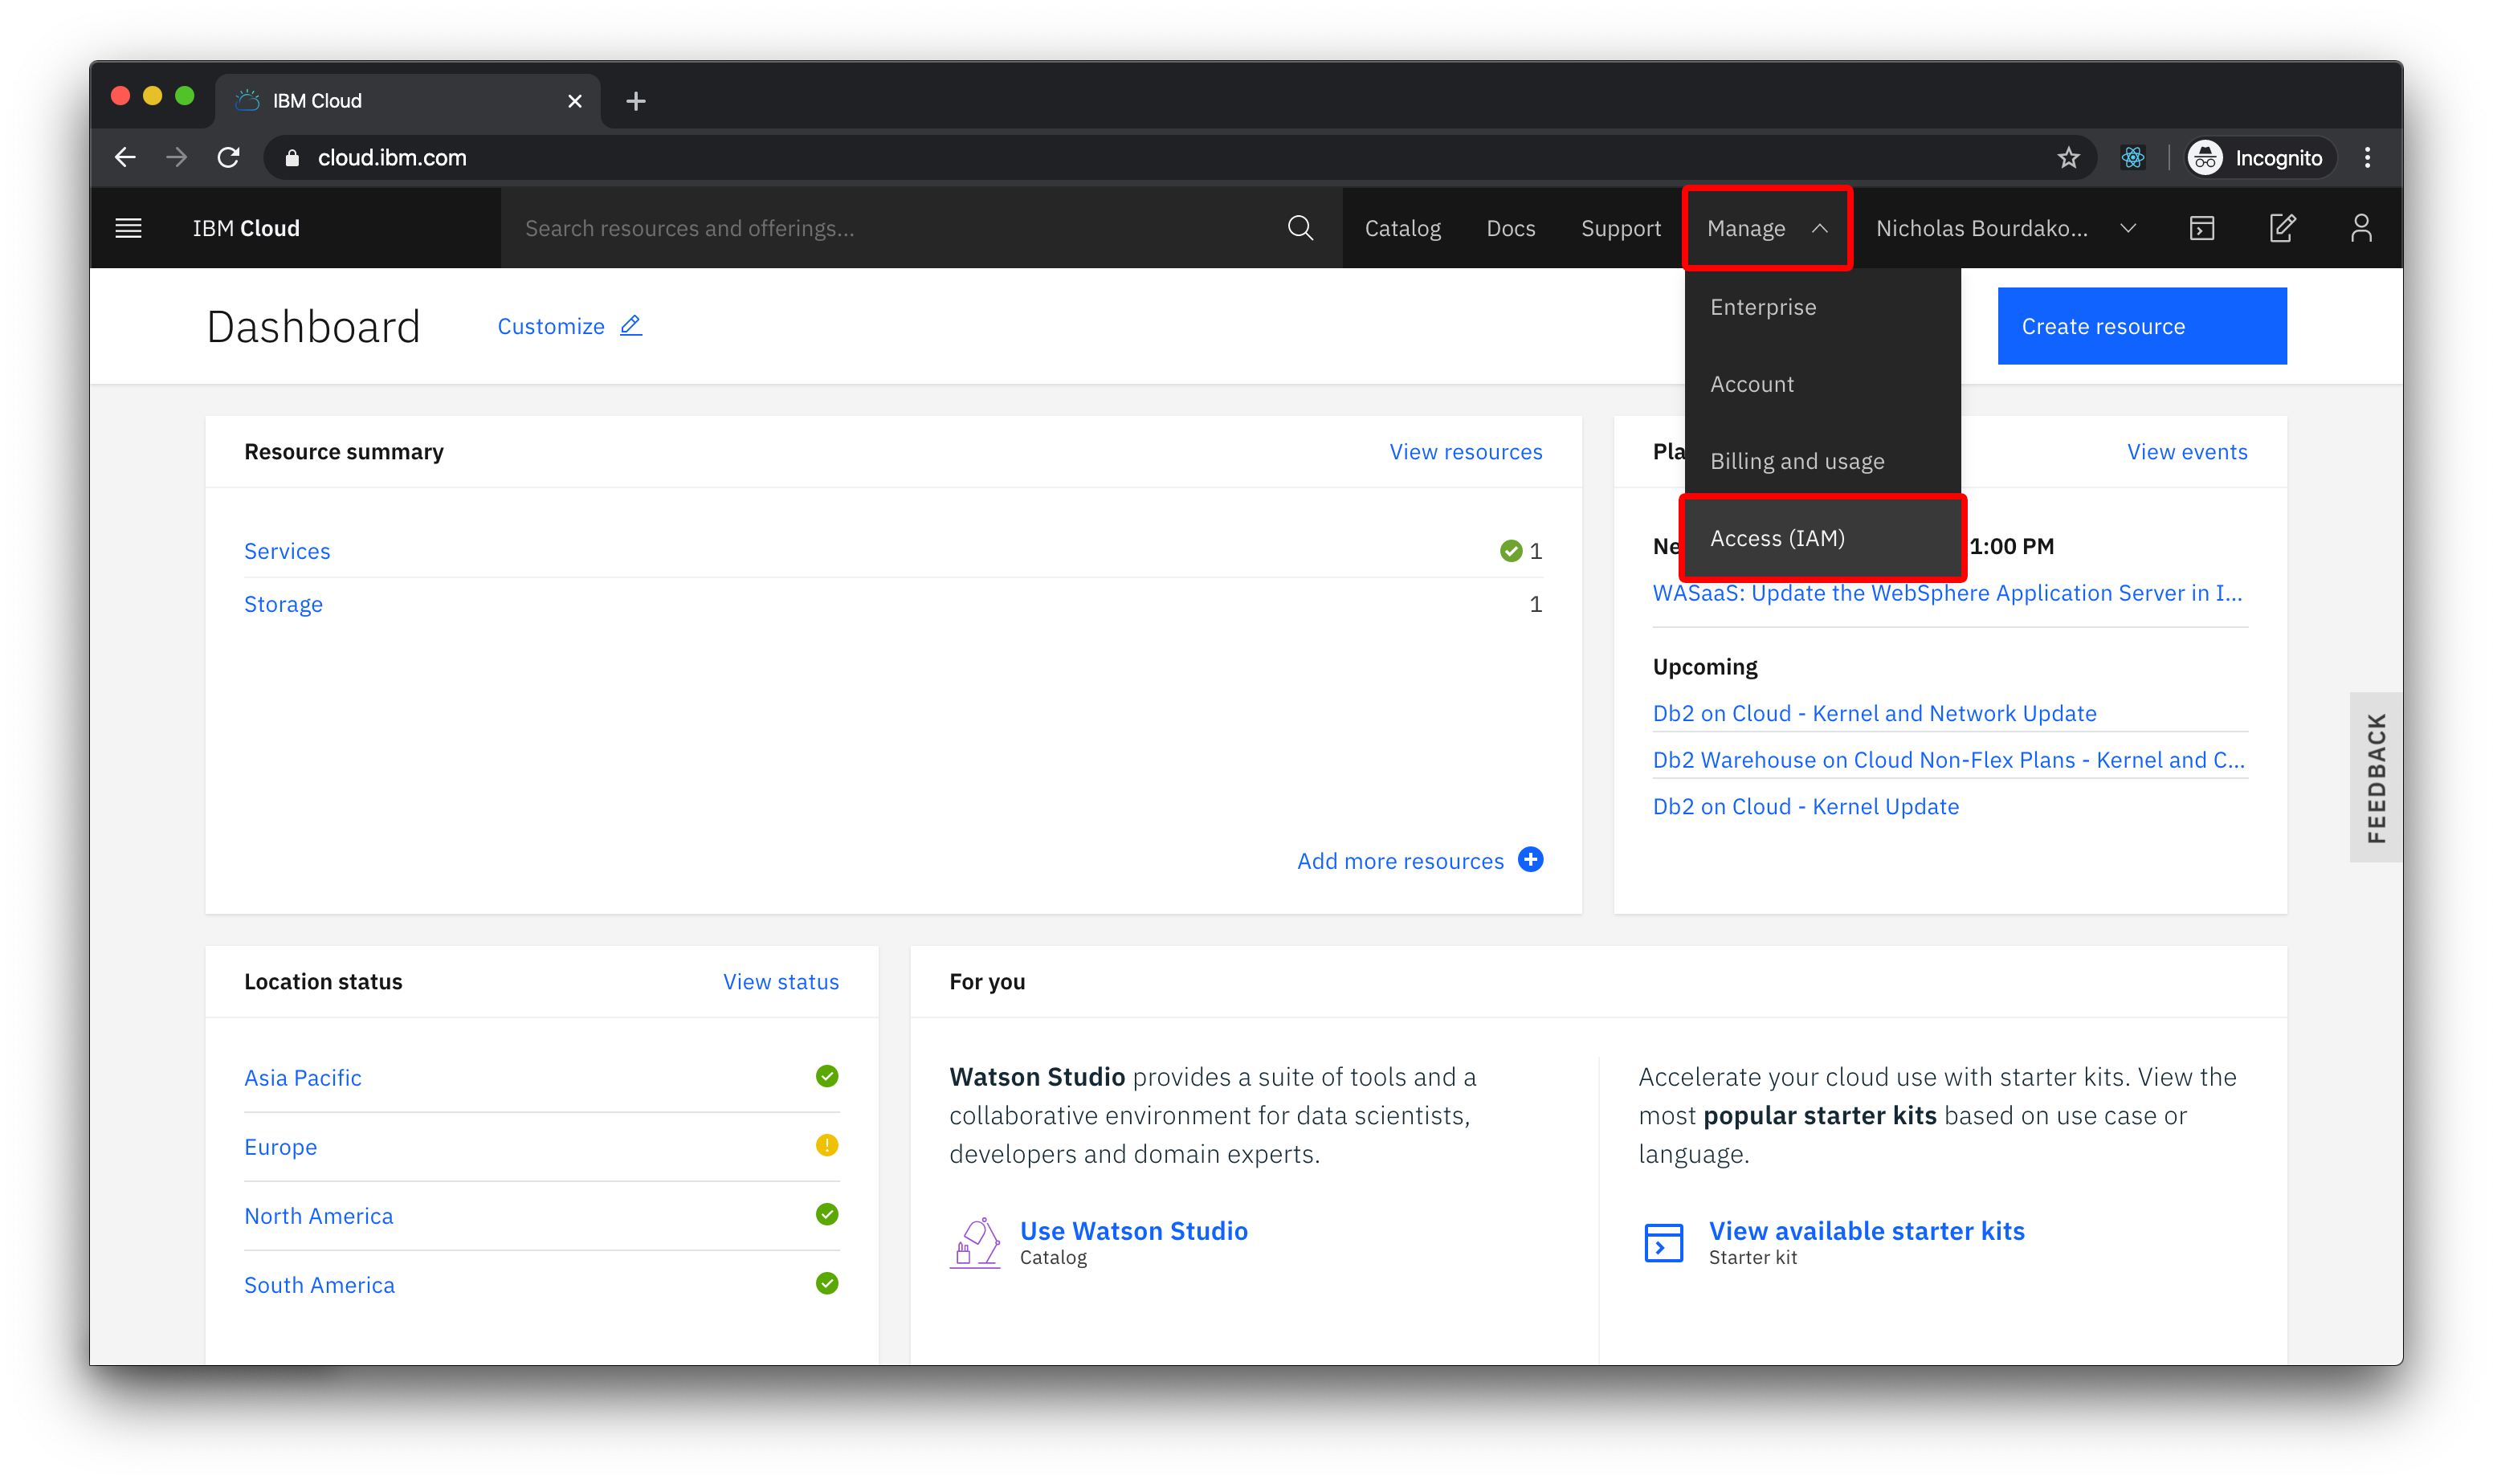 IBM Cloud
cloud.ibm.com
Incognito
IBM Cloud
Search resources and offerings...
Catalog
Docs
Support
Manage
Nicholas Bourdako...
Enterprise
Account
Billing and usage
Access (IAM)
Dashboard
Customize
Create resource
Resource summary
View resources
Services
1
Storage
1
Add more resources
View events
1:00 PM
WASaaS: Update the WebSphere Application Server in I...
Upcoming
Db2 on Cloud - Kernel and Network Update
Db2 Warehouse on Cloud Non-Flex Plans - Kernel and C...
Db2 on Cloud - Kernel Update
FEEDBACK
Location status
View status
Asia Pacific
Europe
North America
South America
For you
Watson Studio provides a suite of tools and a
collaborative environment for data scientists,
developers and domain experts.
Use Watson Studio
Catalog
Accelerate your cloud use with starter kits. View the
most popular starter kits based on use case or
language.
View available starter kits
Starter kit